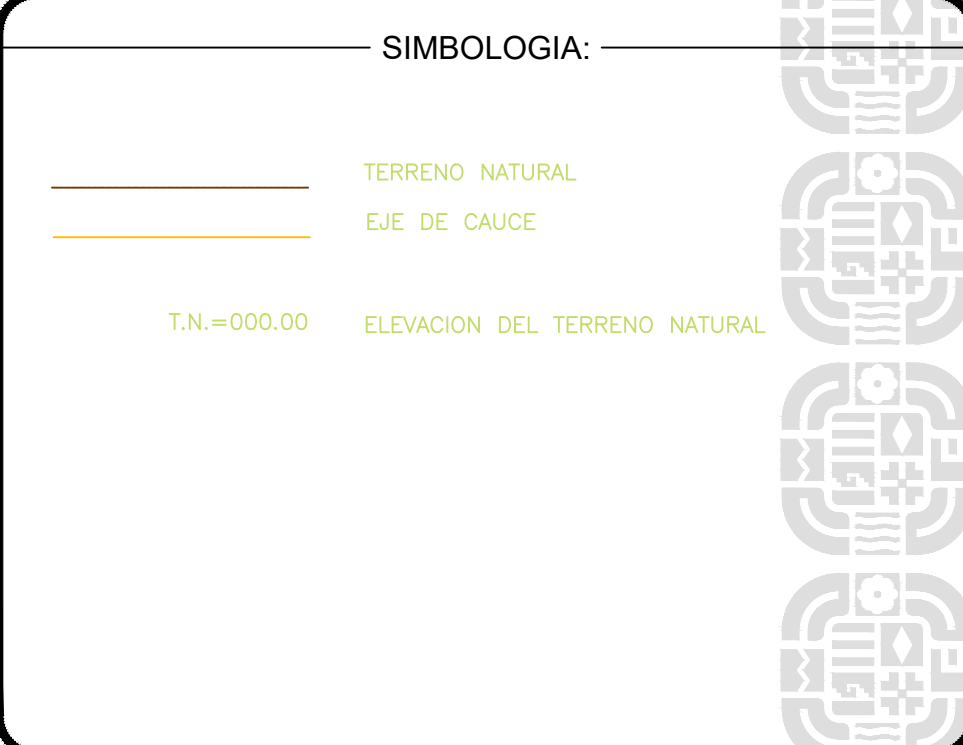 SIMBOLOGIA:
TERRENO NATURAL
EJE DE CAUCE
T.N.=000.00 ELEVACION DEL TERRENO NATURAL